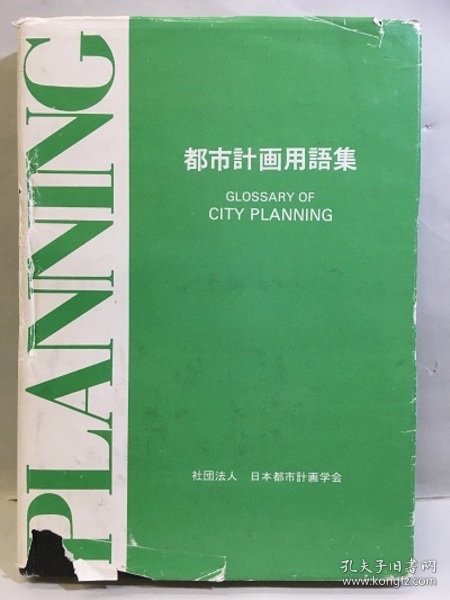 PLANNING
都市計画用語集
GLOSSARY OF
CITY PLANNING
社団法人 日本都市計画学会
孔夫子旧书网
www.kongfz.com